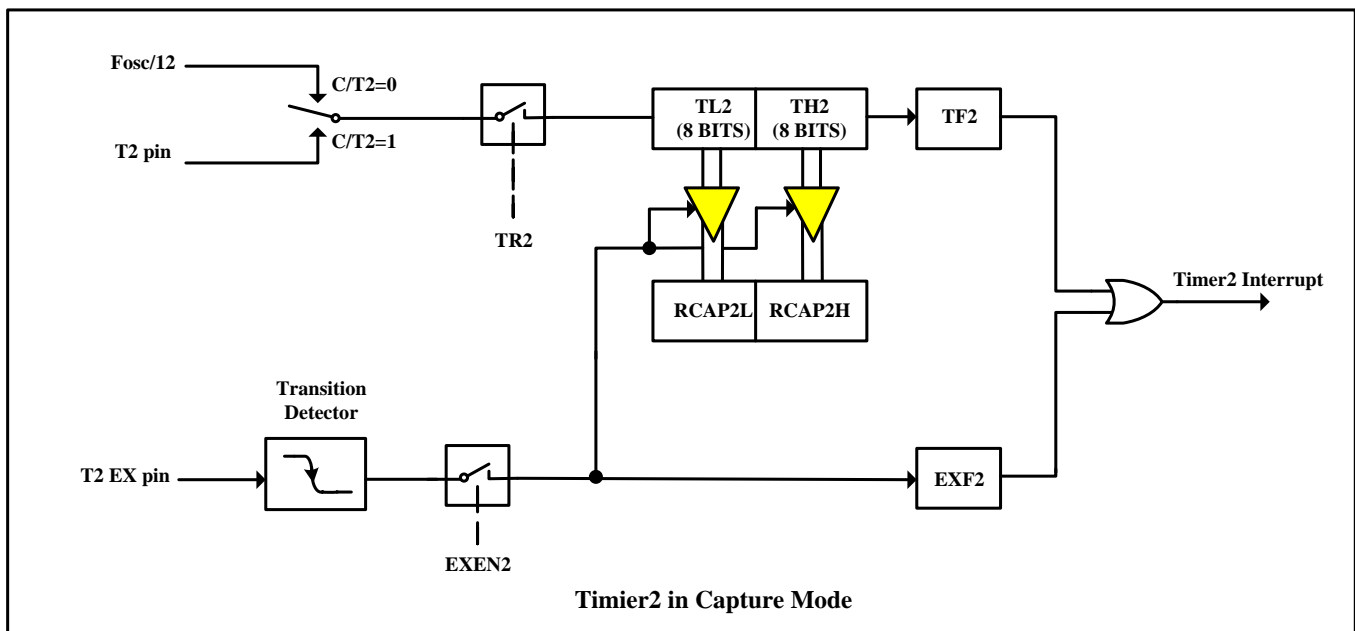 Fosc/12
C/T2=0
C/T2=1
T2 pin
TR2
TL2
(8 BITS)
TH2
(8 BITS)
TF2
RCAP2L
RCAP2H
Timer2 Interrupt
Transition
Detector
T2 EX pin
EXEN2
EXF2
Timier2 in Capture Mode